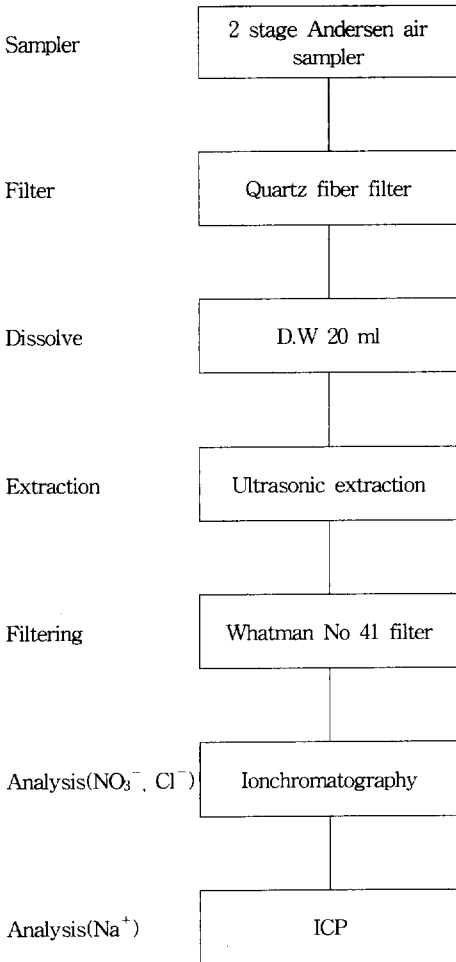 Sampler
2 stage Andersen air
sampler
Filter
Quartz fiber filter
Dissolve
D.W 20 ml
Extraction
Ultrasonic extraction
Filtering
Whatman No 41 filter
Analysis(NO₃⁻, Cl⁻)
Ionchromatography
Analysis(Na⁺)
ICP